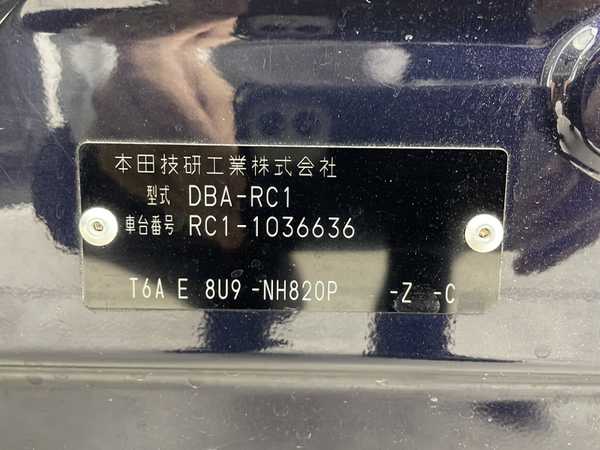 本田技研工業株式会社
型式 DBA-RC1
車台番号 RC1-1036636
T6A E 8U9 -NH820P -Z -C